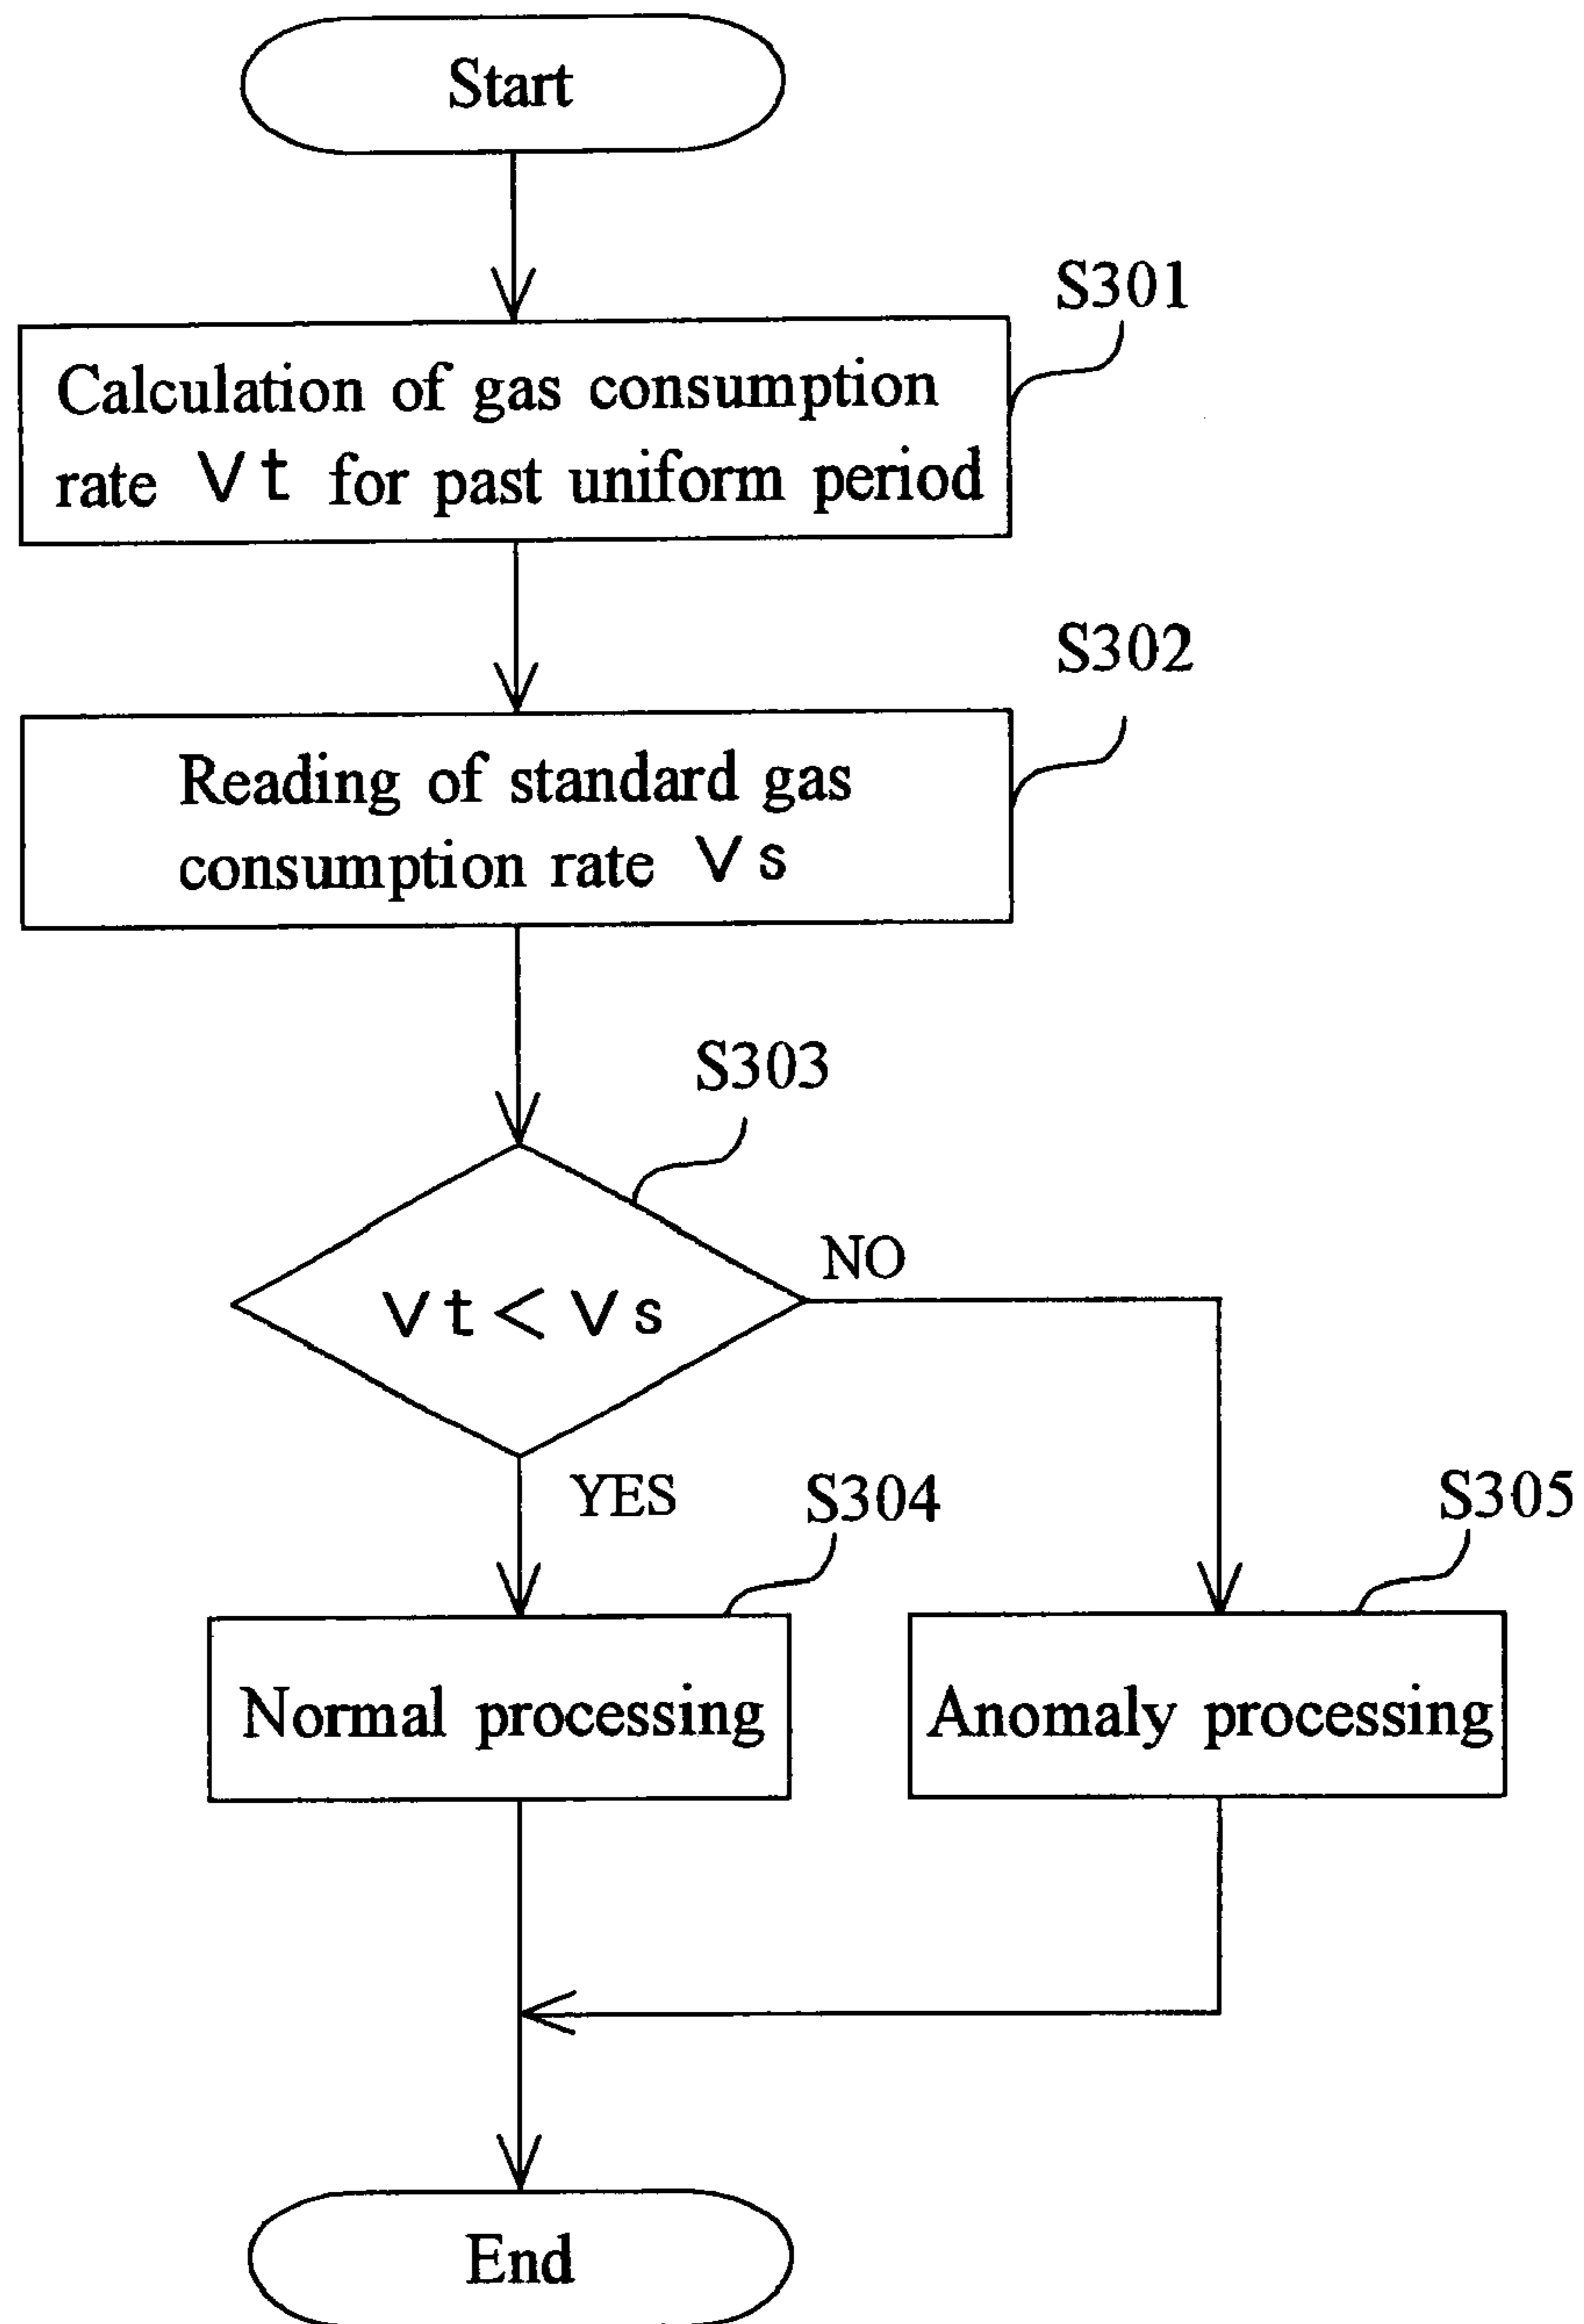 Start
S301
Calculation of gas consumption
rate Vt for past uniform period
S302
Reading of standard gas
consumption rate Vs
S303
NO
Vt<Vs
YES
S304
S305
Normal processing
Anomaly processing
End